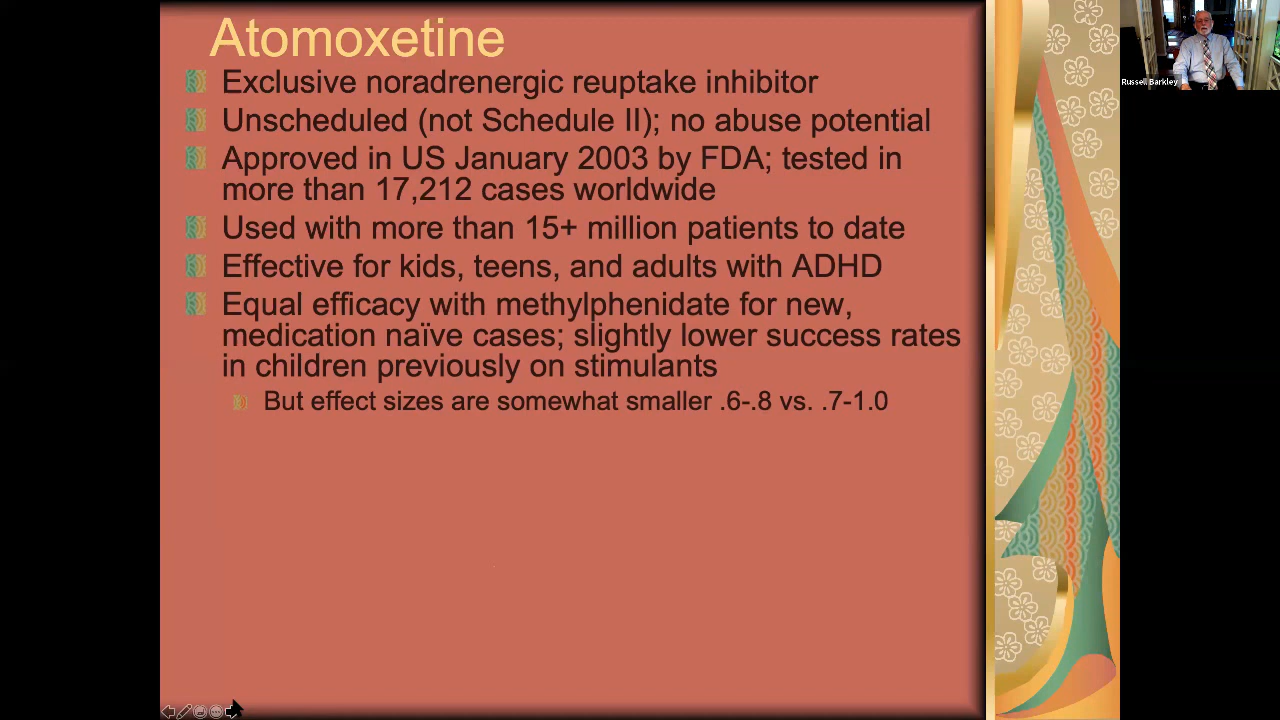 Atomoxetine
Exclusive noradrenergic reuptake inhibitor
Unscheduled (not Schedule II); no abuse potential
Approved in US January 2003 by FDA; tested in
more than 17,212 cases worldwide
Used with more than 15+ million patients to date
Effective for kids, teens, and adults with ADHD
Equal efficacy with methylphenidate for new,
medication naïve cases; slightly lower success rates
in children previously on stimulants
But effect sizes are somewhat smaller .6-.8 vs. .7-1.0
Russell Barkley